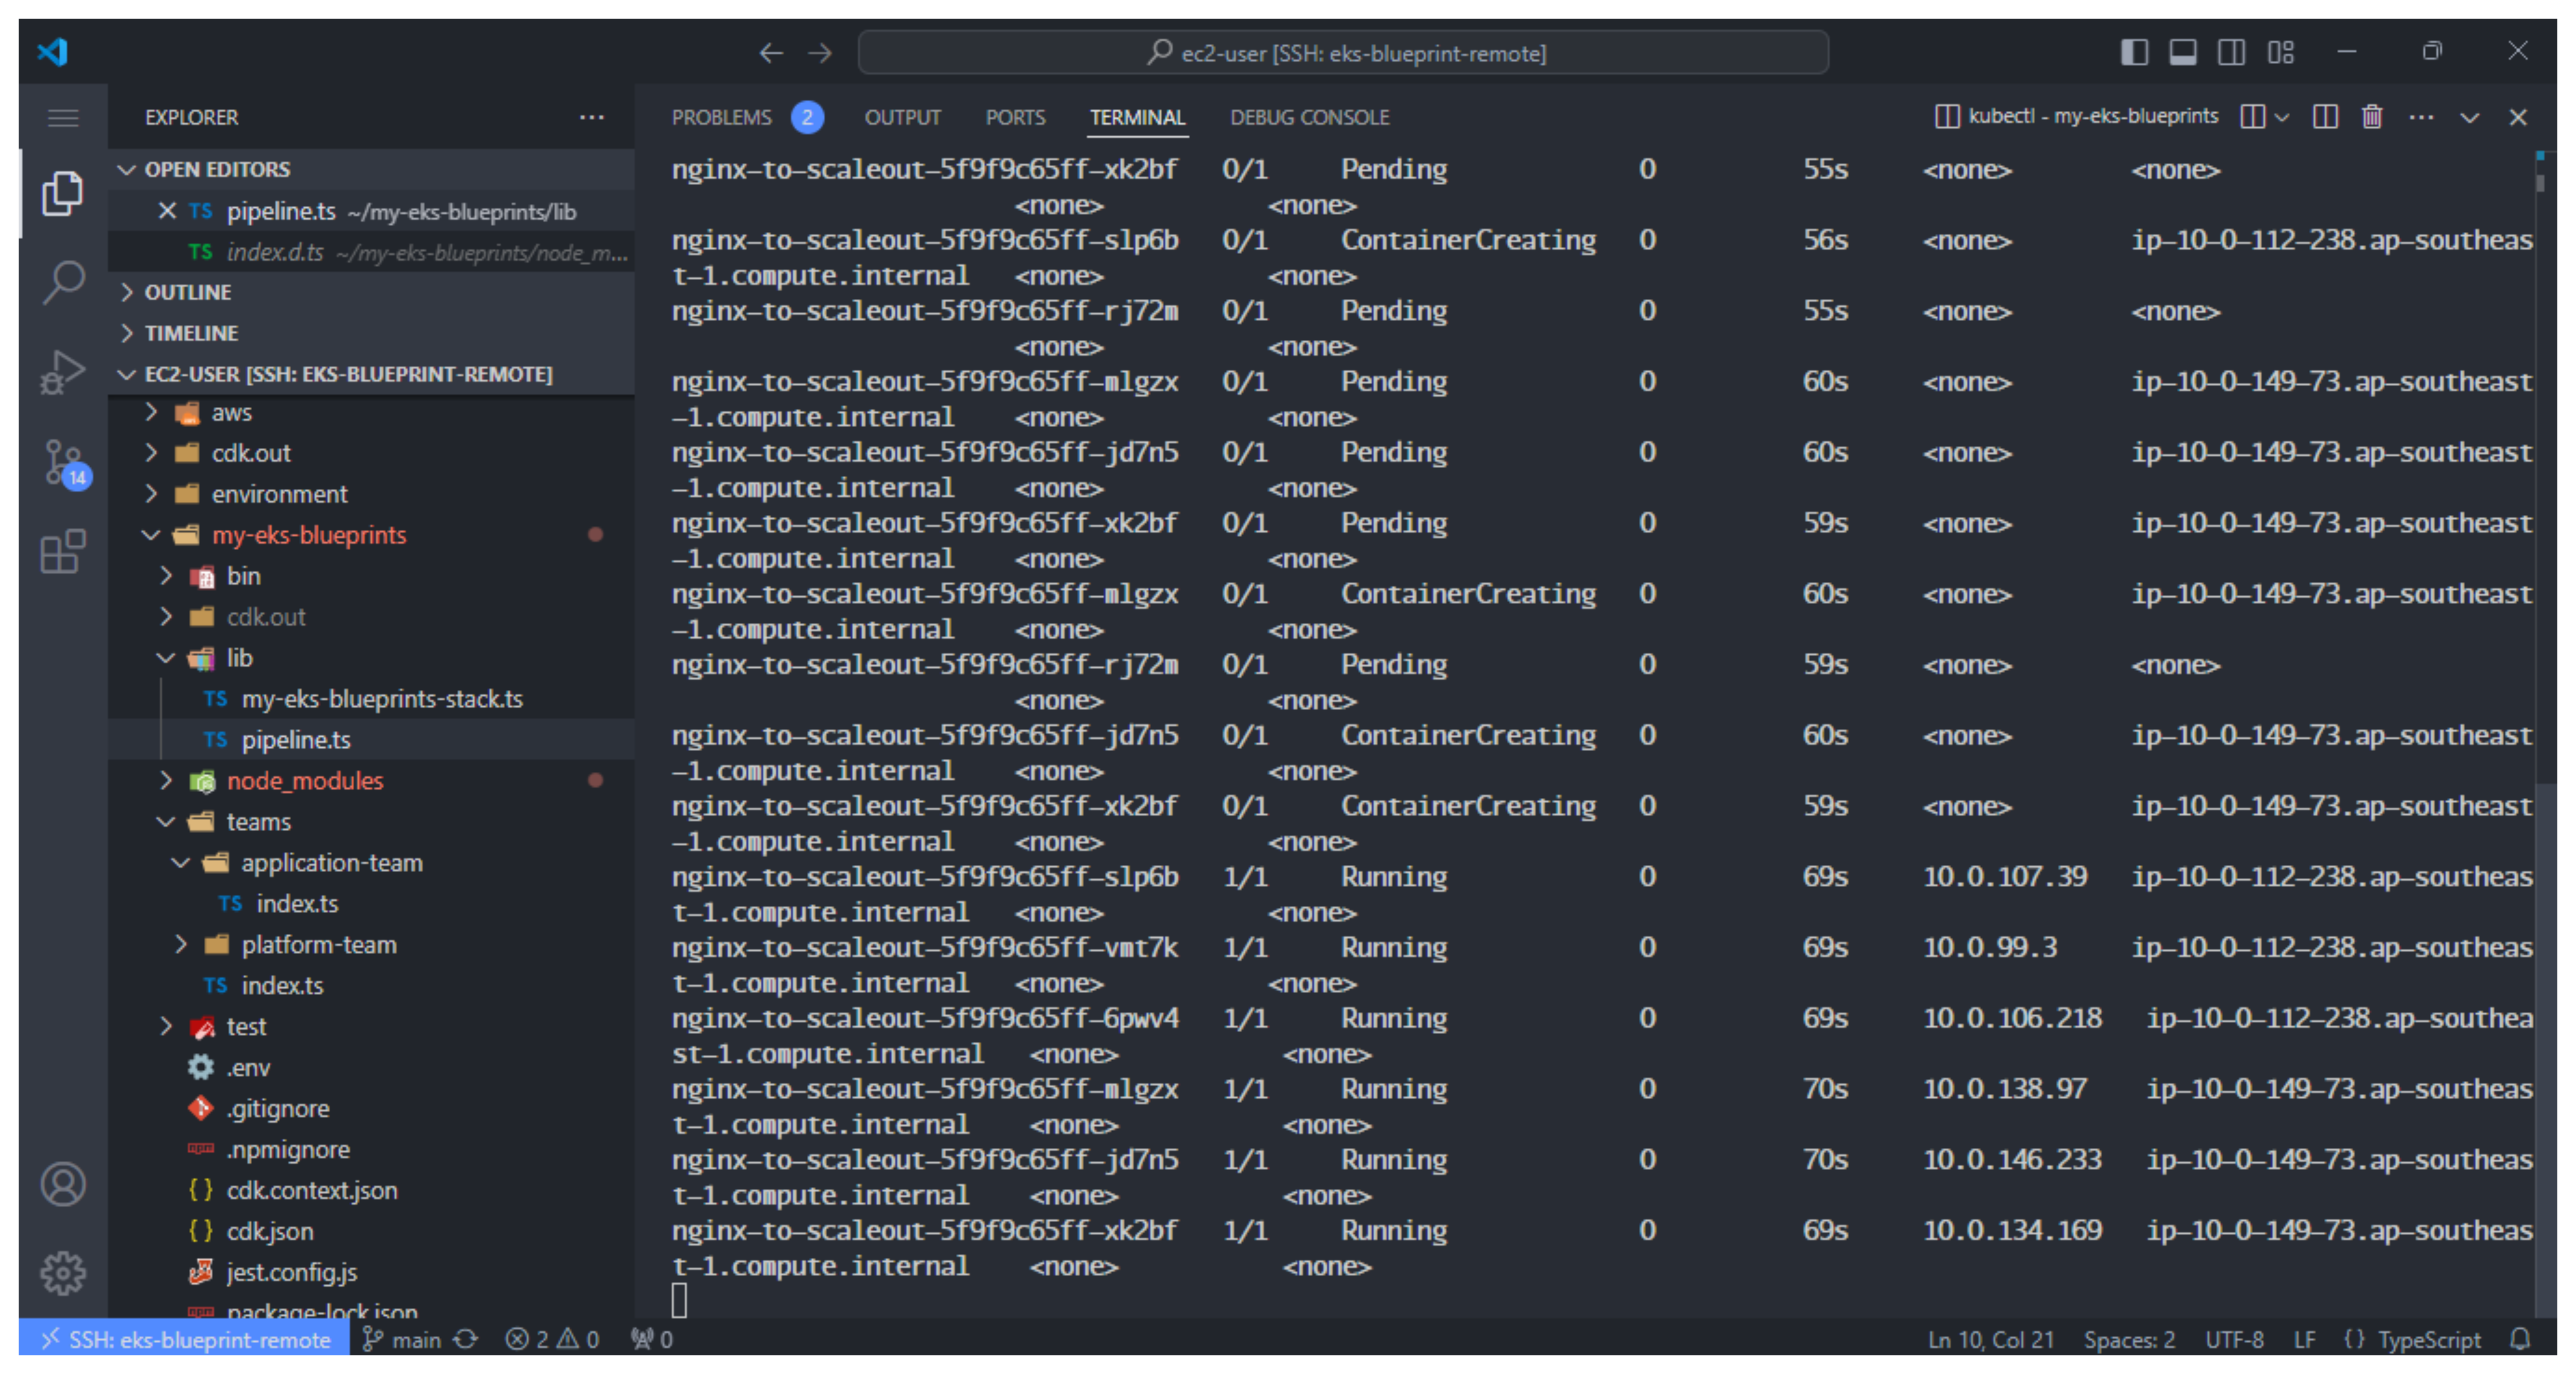 ec2-user [SSH: eks-blueprint-remote]
EXPLORER
OPEN EDITORS
TS pipeline.ts ~/my-eks-blueprints/lib
TS index.d.ts ~/my-eks-blueprints/node_m...
OUTLINE
TIMELINE
EC2-USER [SSH: EKS-BLUEPRINT-REMOTE]
aws
cdk.out
environment
my-eks-blueprints
bin
cdk.out
lib
TS my-eks-blueprints-stack.ts
TS pipeline.ts
node_modules
teams
application-team
TS index.ts
platform-team
TS index.ts
test
.env
.gitignore
.npmignore
{ } cdk.context.json
{ } cdk.json
jest.config.js
package-lock.json
14
PROBLEMS 2 OUTPUT PORTS TERMINAL DEBUG CONSOLE
kubectl - my-eks-blueprints
nginx-to-scaleout-5f9f9c65ff-xk2bf 0/1 Pending 0 55s <none> <none>
<none> <none>
nginx-to-scaleout-5f9f9c65ff-slp6b 0/1 ContainerCreating 0 56s <none> ip-10-0-112-238.ap-southeas
t-1.compute.internal <none> <none>
nginx-to-scaleout-5f9f9c65ff-rj72m 0/1 Pending 0 55s <none> <none>
<none> <none>
nginx-to-scaleout-5f9f9c65ff-mlgzx 0/1 Pending 0 60s <none> ip-10-0-149-73.ap-southeast
-1.compute.internal <none> <none>
nginx-to-scaleout-5f9f9c65ff-jd7n5 0/1 Pending 0 60s <none> ip-10-0-149-73.ap-southeast
-1.compute.internal <none> <none>
nginx-to-scaleout-5f9f9c65ff-xk2bf 0/1 Pending 0 59s <none> ip-10-0-149-73.ap-southeast
-1.compute.internal <none> <none>
nginx-to-scaleout-5f9f9c65ff-mlgzx 0/1 ContainerCreating 0 60s <none> ip-10-0-149-73.ap-southeast
-1.compute.internal <none> <none>
nginx-to-scaleout-5f9f9c65ff-rj72m 0/1 Pending 0 59s <none> <none>
<none> <none>
nginx-to-scaleout-5f9f9c65ff-jd7n5 0/1 ContainerCreating 0 60s <none> ip-10-0-149-73.ap-southeast
-1.compute.internal <none> <none>
nginx-to-scaleout-5f9f9c65ff-xk2bf 0/1 ContainerCreating 0 59s <none> ip-10-0-149-73.ap-southeast
-1.compute.internal <none> <none>
nginx-to-scaleout-5f9f9c65ff-slp6b 1/1 Running 0 69s 10.0.107.39 ip-10-0-112-238.ap-southeas
t-1.compute.internal <none> <none>
nginx-to-scaleout-5f9f9c65ff-vmt7k 1/1 Running 0 69s 10.0.99.3 ip-10-0-112-238.ap-southeas
t-1.compute.internal <none> <none>
nginx-to-scaleout-5f9f9c65ff-6pwv4 1/1 Running 0 69s 10.0.106.218 ip-10-0-112-238.ap-southea
st-1.compute.internal <none> <none>
nginx-to-scaleout-5f9f9c65ff-mlgzx 1/1 Running 0 70s 10.0.138.97 ip-10-0-149-73.ap-southeas
t-1.compute.internal <none> <none>
nginx-to-scaleout-5f9f9c65ff-jd7n5 1/1 Running 0 70s 10.0.146.233 ip-10-0-149-73.ap-southeas
t-1.compute.internal <none> <none>
nginx-to-scaleout-5f9f9c65ff-xk2bf 1/1 Running 0 69s 10.0.134.169 ip-10-0-149-73.ap-southeas
t-1.compute.internal <none> <none>
SSH: eks-blueprint-remote main 2 0 0 Ln 10, Col 21 Spaces: 2 UTF-8 LF { } TypeScript